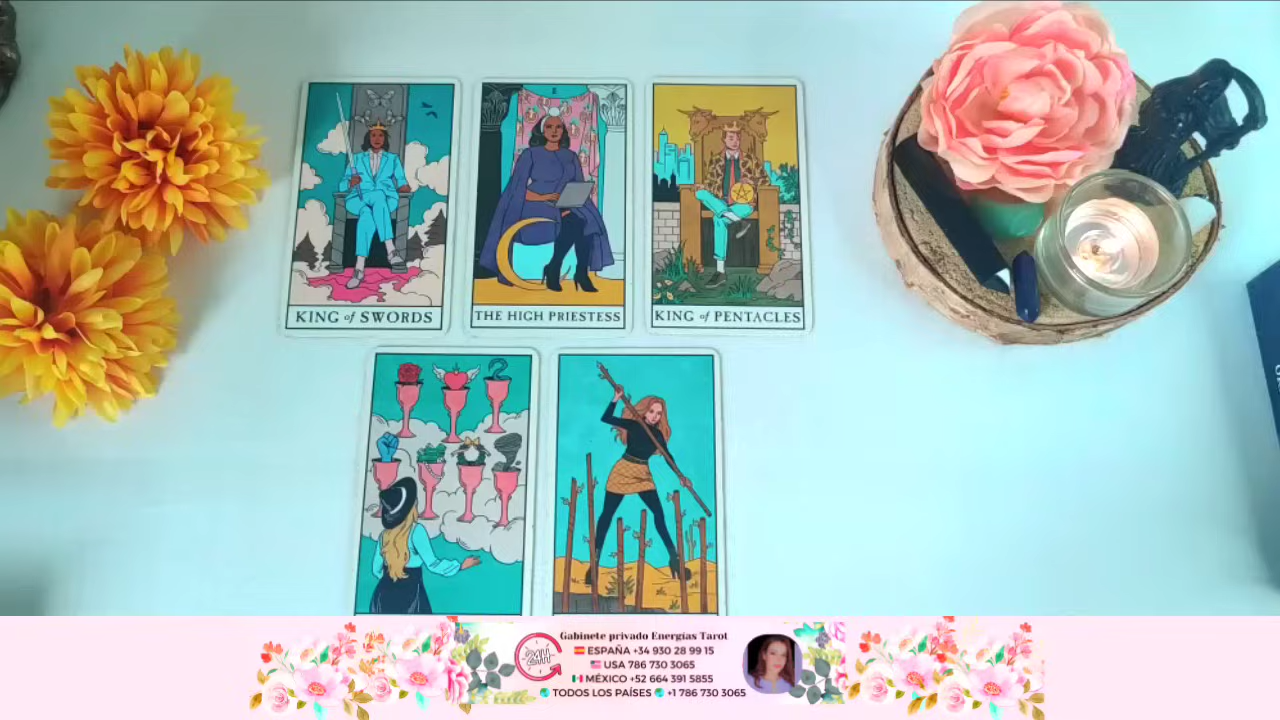 KING of SWORDS
THE HIGH PRIESTESS
KING of PENTACLES
Gabinete privado Energías Tarot
24H
ESPAÑA +34 930 28 99 15
USA 786 730 3065
MÉXICO +52 664 391 5855
TODOS LOS PAÍSES +1 786 730 3065